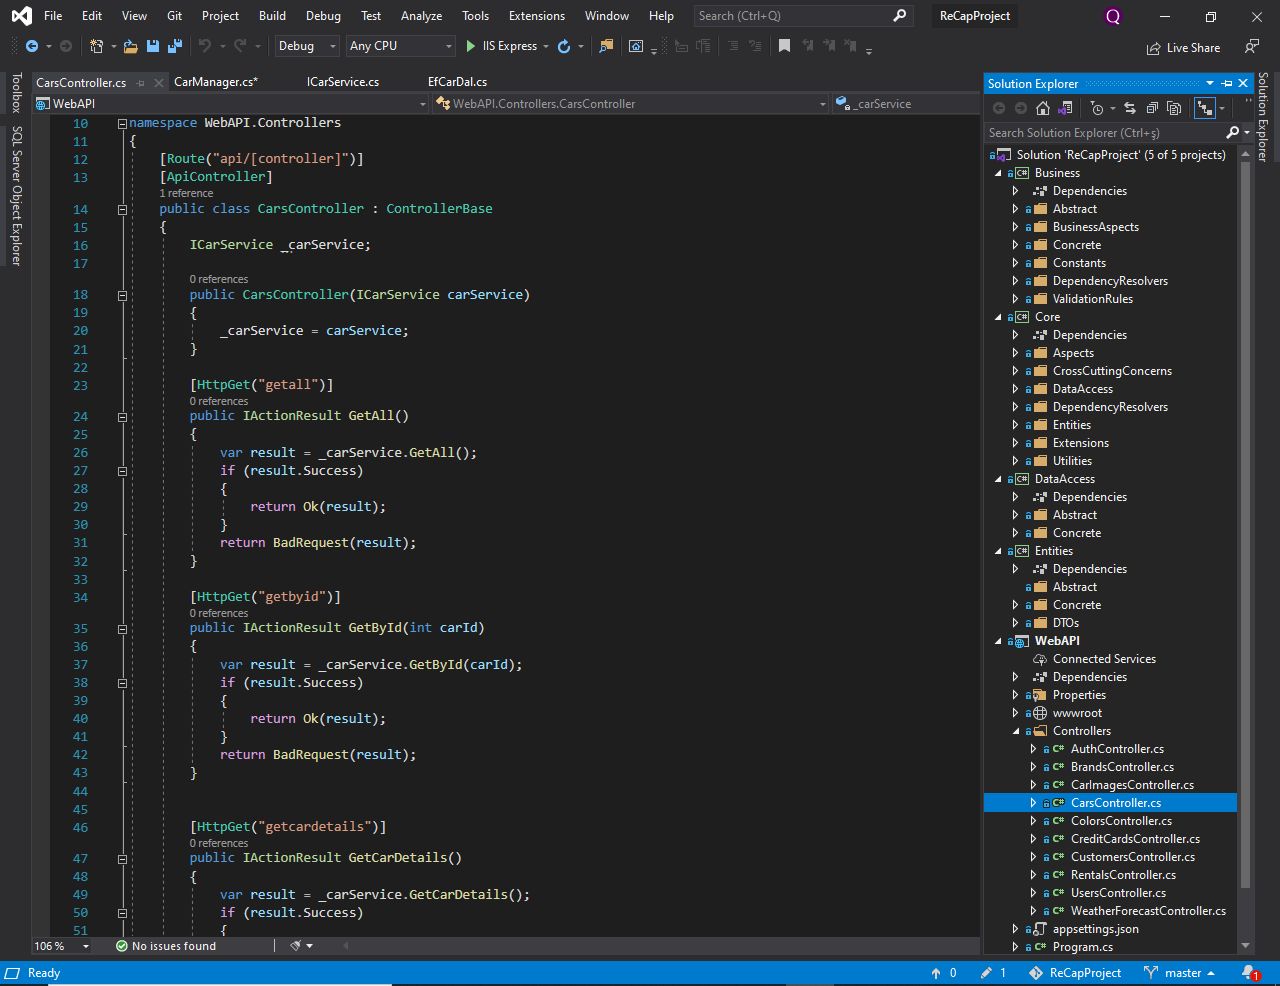 File Edit View Git Project Build Debug Test Analyze Tools Extensions Window Help Search (Ctrl+Q) ReCapProject Q
Debug Any CPU IIS Express Live Share
Toolbox
SQL Server Object Explorer
CarsController.cs CarManager.cs* ICarService.cs EfCarDal.cs
WebAPI WebAPI.Controllers.CarsController _carService
10 namespace WebAPI.Controllers
11 {
12 [Route("api/[controller]")]
13 [ApiController]
1 reference
14 public class CarsController : ControllerBase
15 {
16 ICarService _carService;
17
0 references
18 public CarsController(ICarService carService)
19 {
20 _carService = carService;
21 }
22
23 [HttpGet("getall")]
0 references
24 public IActionResult GetAll()
25 {
26 var result = _carService.GetAll();
27 if (result.Success)
28 {
29 return Ok(result);
30 }
31 return BadRequest(result);
32 }
33
34 [HttpGet("getbyid")]
0 references
35 public IActionResult GetById(int carId)
36 {
37 var result = _carService.GetById(carId);
38 if (result.Success)
39 {
40 return Ok(result);
41 }
42 return BadRequest(result);
43 }
44
45
46 [HttpGet("getcardetails")]
0 references
47 public IActionResult GetCarDetails()
48 {
49 var result = _carService.GetCarDetails();
50 if (result.Success)
51 {
106 % No issues found
Solution Explorer
Search Solution Explorer (Ctrl+ş)
Solution 'ReCapProject' (5 of 5 projects)
C# Business
Dependencies
Abstract
BusinessAspects
Concrete
Constants
DependencyResolvers
ValidationRules
C# Core
Dependencies
Aspects
CrossCuttingConcerns
DataAccess
DependencyResolvers
Entities
Extensions
Utilities
C# DataAccess
Dependencies
Abstract
Concrete
C# Entities
Dependencies
Abstract
Concrete
DTOs
WebAPI
Connected Services
Dependencies
Properties
wwwroot
Controllers
C# AuthController.cs
C# BrandsController.cs
C# CarImagesController.cs
C# CarsController.cs
C# ColorsController.cs
C# CreditCardsController.cs
C# CustomersController.cs
C# RentalsController.cs
C# UsersController.cs
C# WeatherForecastController.cs
appsettings.json
C# Program.cs
Solution Explorer
Ready 0 1 ReCapProject master 1